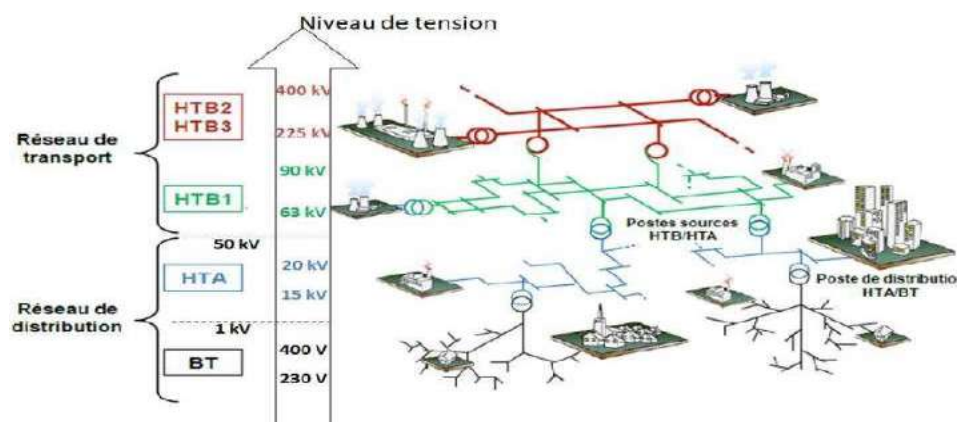 Niveau de tension
HTB2
HTB3
Réseau de
transport
HTB1
HTA
Réseau de
distribution
BT
400 kV
225 kV
90 kV
63 kV
50 kV
20 kV
15 kV
1 kV
400 V
230 V
Postes sources
HTB/HTA
Poste de distributio
HTA/BT